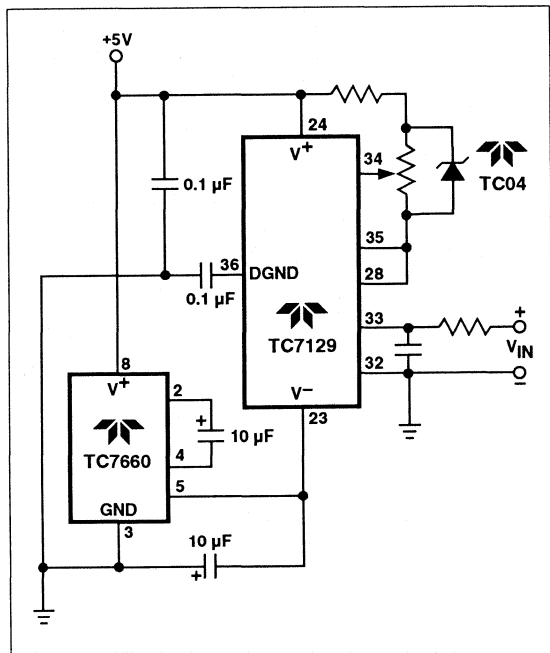 +5V
24
V+
34
TC04
0.1 µF
36
DGND
0.1 µF
35
28
33
+
VIN
TC7129
32
–
V–
23
8
V+
2
+
10 µF
TC7660
4
5
GND
3
10 µF
+